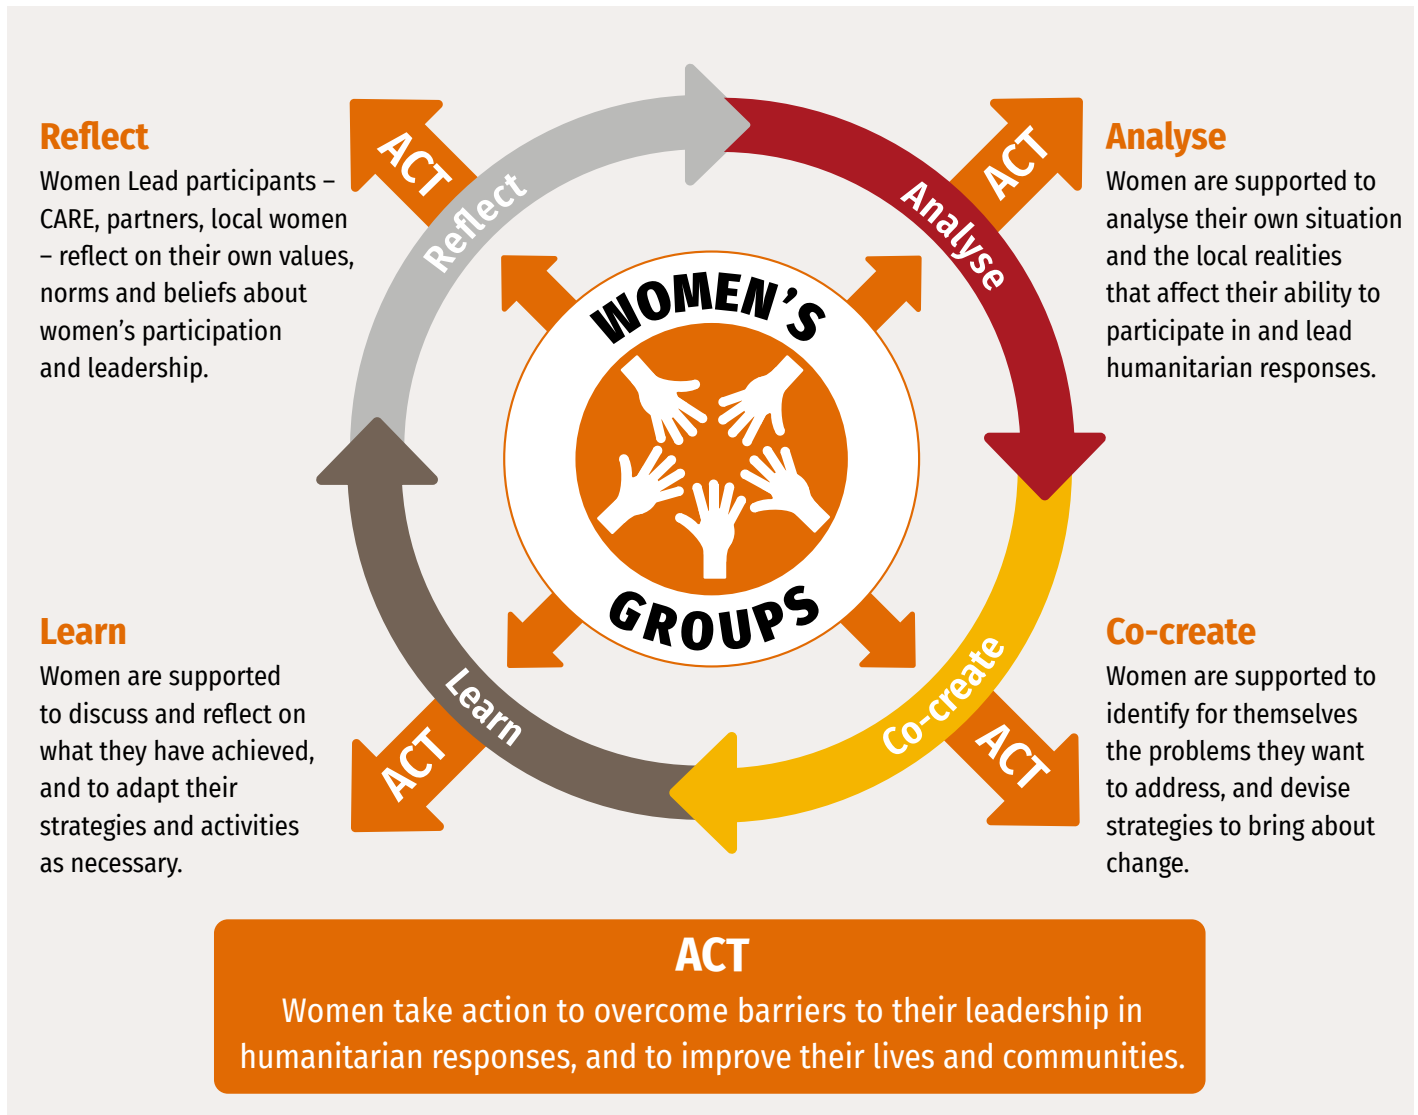 Reflect
Women Lead participants –
CARE, partners, local women
– reflect on their own values,
norms and beliefs about
women’s participation
and leadership.
ACT
Reflect
Analyse
ACT
Analyse
Women are supported to
analyse their own situation
and the local realities
that affect their ability to
participate in and lead
humanitarian responses.
WOMEN’S
GROUPS
Learn
Women are supported
to discuss and reflect on
what they have achieved,
and to adapt their
strategies and activities
as necessary.
ACT
Learn
Co-create
ACT
Co-create
Women are supported to
identify for themselves
the problems they want
to address, and devise
strategies to bring about
change.
ACT
Women take action to overcome barriers to their leadership in
humanitarian responses, and to improve their lives and communities.